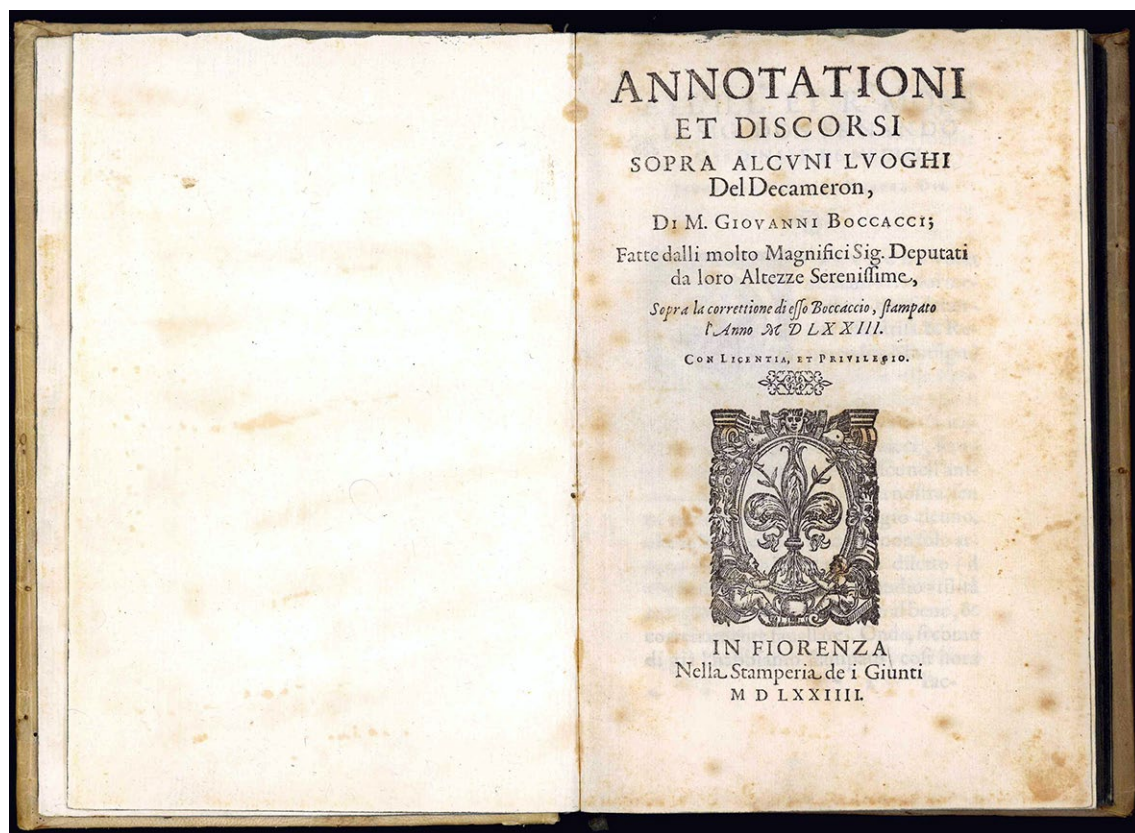 ANNOTATIONI
ET DISCORSI
SOPRA ALCVNI LVOGHI
Del Decameron,
DI M. GIOVANNI BOCCACCI;
Fatte dalli molto Magnifici Sig. Deputati
da loro Altezze Sereniſſime,
Sopra la correttione di eſſo Boccaccio, ſtampato
l'Anno M D LXXIII.
CON LICENTIA, ET PRIVILEGIO.
IN FIORENZA
Nella Stamperia de i Giunti
M D LXXIIII.